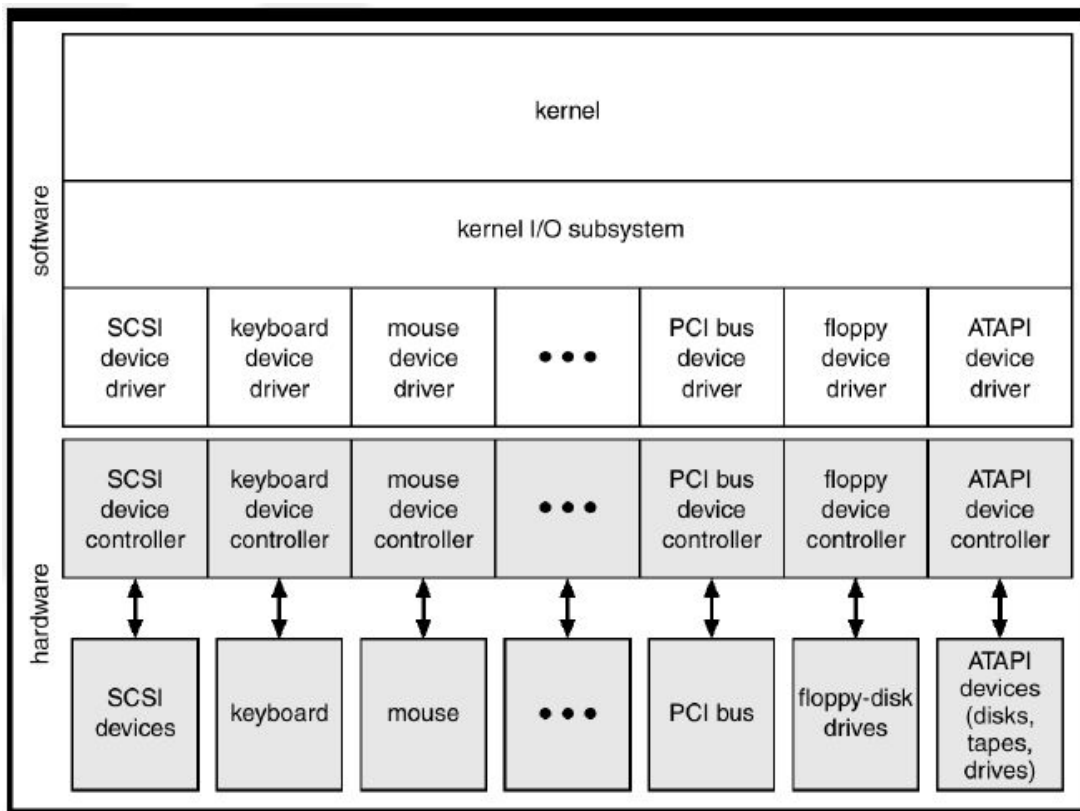 kernel
kernel I/O subsystem
software
SCSI
device
driver
keyboard
device
driver
mouse
device
driver
•••
PCI bus
device
driver
floppy
device
driver
ATAPI
device
driver
hardware
SCSI
device
controller
keyboard
device
controller
mouse
device
controller
•••
PCI bus
device
controller
floppy
device
controller
ATAPI
device
controller
SCSI
devices
keyboard
mouse
•••
PCI bus
floppy-disk
drives
ATAPI
devices
(disks,
tapes,
drives)